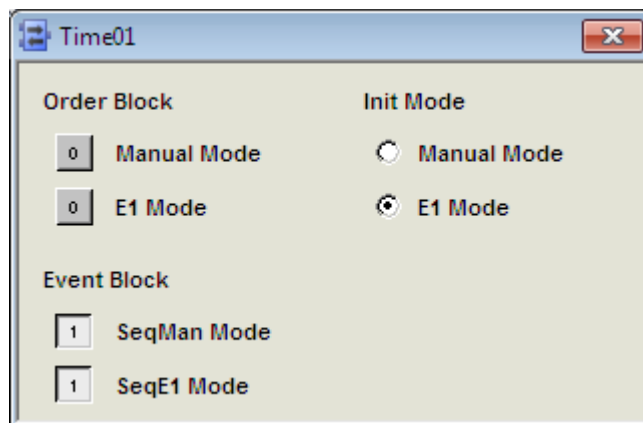 Time01
Order Block
0 Manual Mode
0 E1 Mode
Init Mode
Manual Mode
E1 Mode
Event Block
1 SeqMan Mode
1 SeqE1 Mode